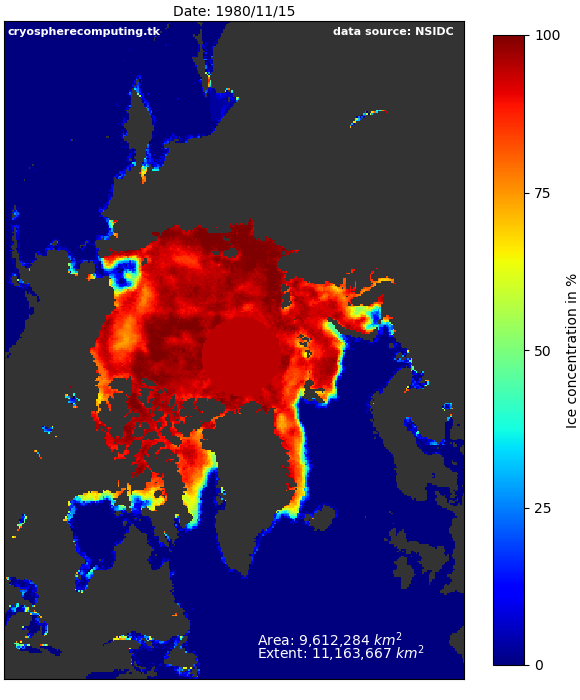 Date: 1980/11/15
cryospherecomputing.tk data source: NSIDC
100
75
50
25
0
Ice concentration in %
Area: 9,612,284 km²
Extent: 11,163,667 km²